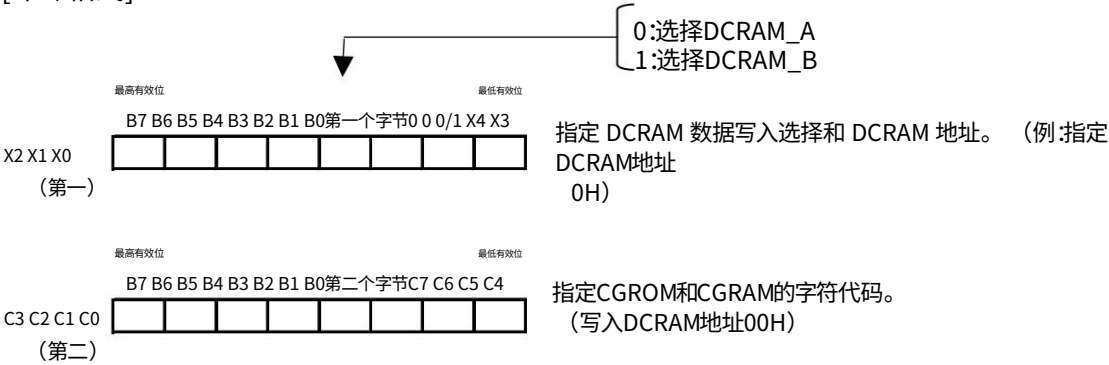 0:选择DCRAM_A
1:选择DCRAM_B
最高有效位 最低有效位
B7 B6 B5 B4 B3 B2 B1 B0第一个字节0 0 0/1 X4 X3
X2 X1 X0
（第一）
指定 DCRAM 数据写入选择和 DCRAM 地址。 （例:指定
DCRAM地址
0H）
最高有效位 最低有效位
B7 B6 B5 B4 B3 B2 B1 B0第二个字节C7 C6 C5 C4
C3 C2 C1 C0
（第二）
指定CGROM和CGRAM的字符代码。
（写入DCRAM地址00H）